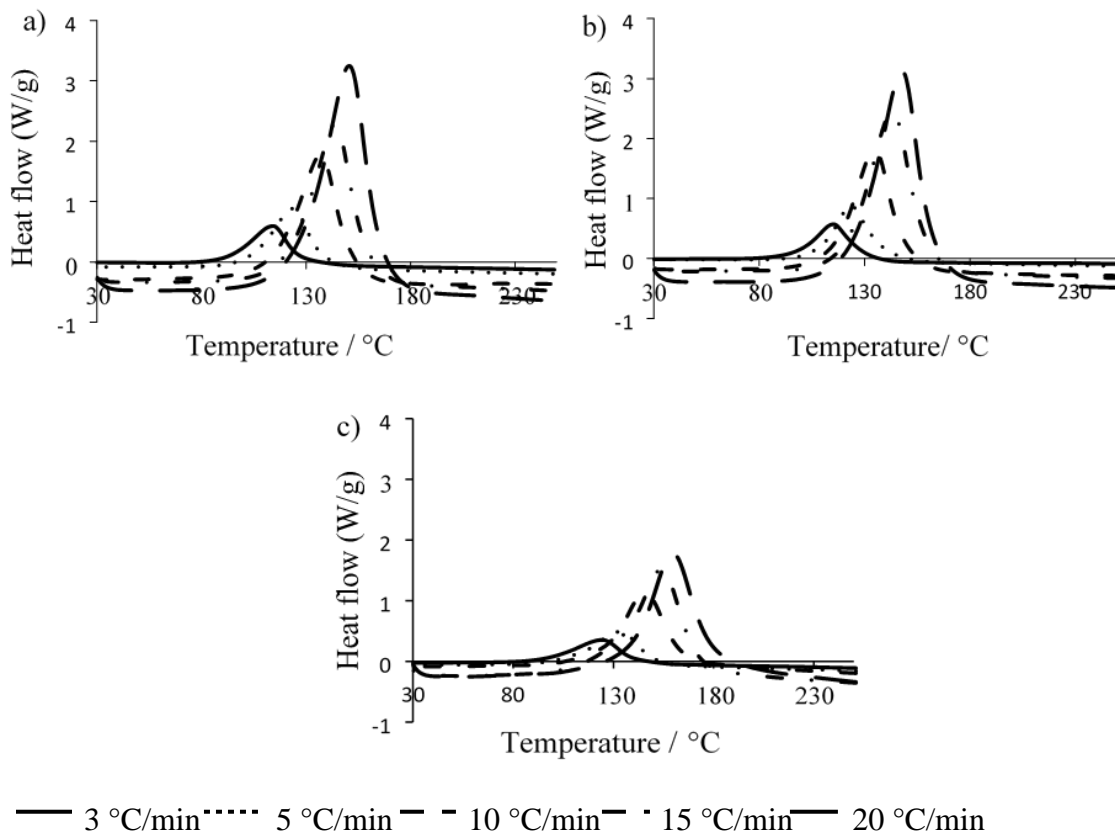 a)
4
3
2
1
0
-1
30 80 130 180 230
Heat flow (W/g)
Temperature / °C
b)
4
3
2
1
0
-1
30 80 130 180 230
Heat flow (W/g)
Temperature/ °C
c)
4
3
2
1
0
-1
30 80 130 180 230
Heat flow (W/g)
Temperature / °C
3 °C/min 5 °C/min 10 °C/min 15 °C/min 20 °C/min